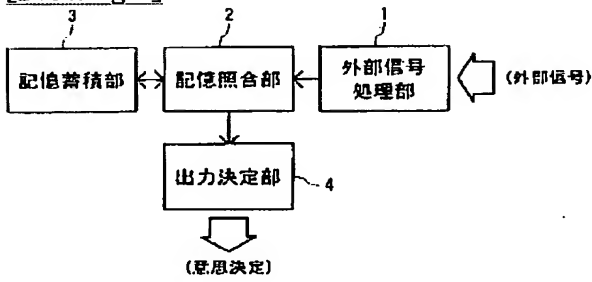 3
2
1
記憶蓄積部
記憶照合部
外部信号
処理部
(外部信号)
出力決定部
4
(意思決定)